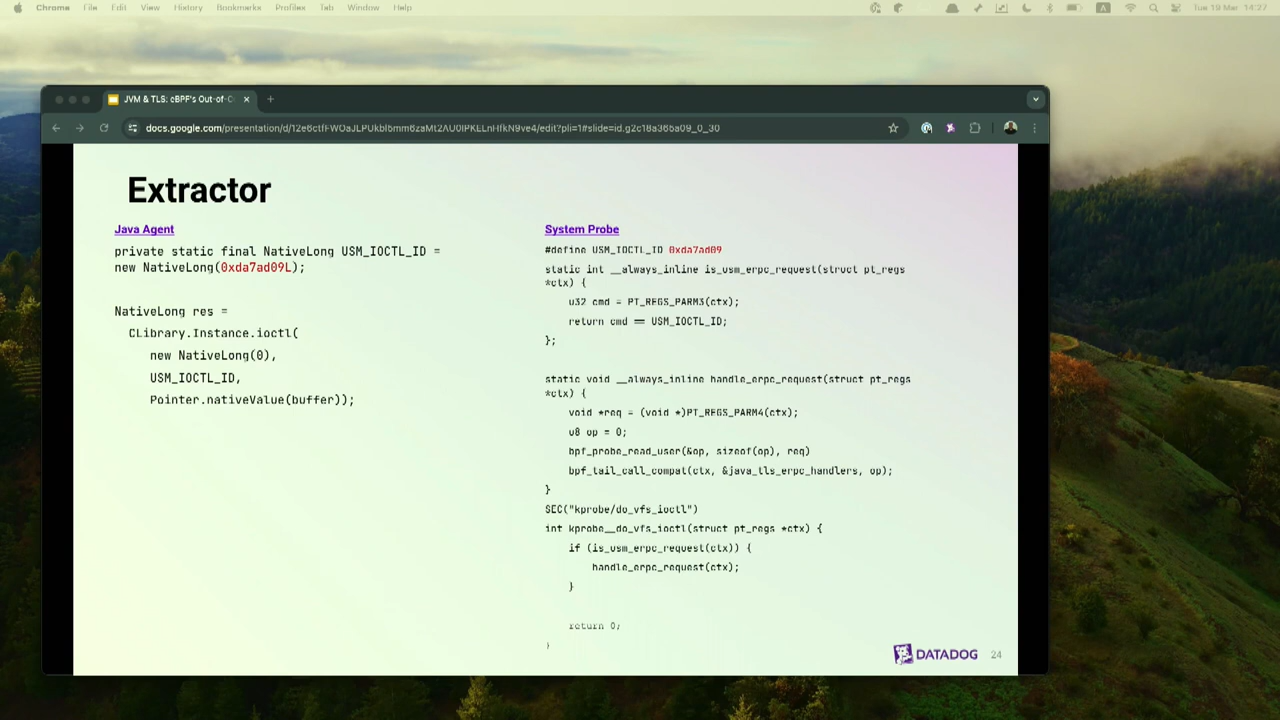 Chrome File Edit View History Bookmarks Profiles Tab Window Help
A
Tue 19 Mar 14:27
JVM & TLS: eBPF's Out-of-C
Extractor
Java Agent
private static final NativeLong USM_IOCTL_ID =
new NativeLong(0xda7ad09L);
NativeLong res =
CLibrary.Instance.ioctl(
new NativeLong(0),
USM_IOCTL_ID,
Pointer.nativeValue(buffer));
System Probe
#define USM_IOCTL_ID 0xda7ad09
static int __always_inline is_usm_erpc_request(struct pt_regs
*ctx) {
u32 cmd = PT_REGS_PARM3(ctx);
return cmd == USM_IOCTL_ID;
};
static void __always_inline handle_erpc_request(struct pt_regs
*ctx) {
void *req = (void *)PT_REGS_PARM4(ctx);
u8 op = 0;
bpf_probe_read_user(&op, sizeof(op), req)
bpf_tail_call_compat(ctx, &java_tls_erpc_handlers, op);
}
SEC("kprobe/do_vfs_ioctl")
int kprobe__do_vfs_ioctl(struct pt_regs *ctx) {
if (is_usm_erpc_request(ctx)) {
handle_erpc_request(ctx);
}
return 0;
}
DATADOG 24